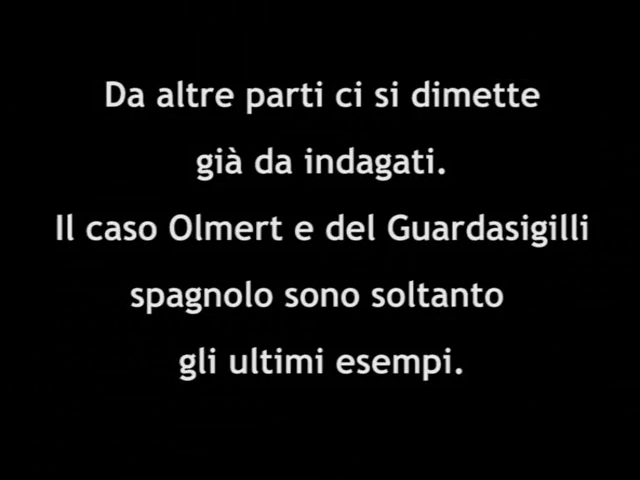 Da altre parti ci si dimette
già da indagati.
Il caso Olmert e del Guardasigilli
spagnolo sono soltanto
gli ultimi esempi.